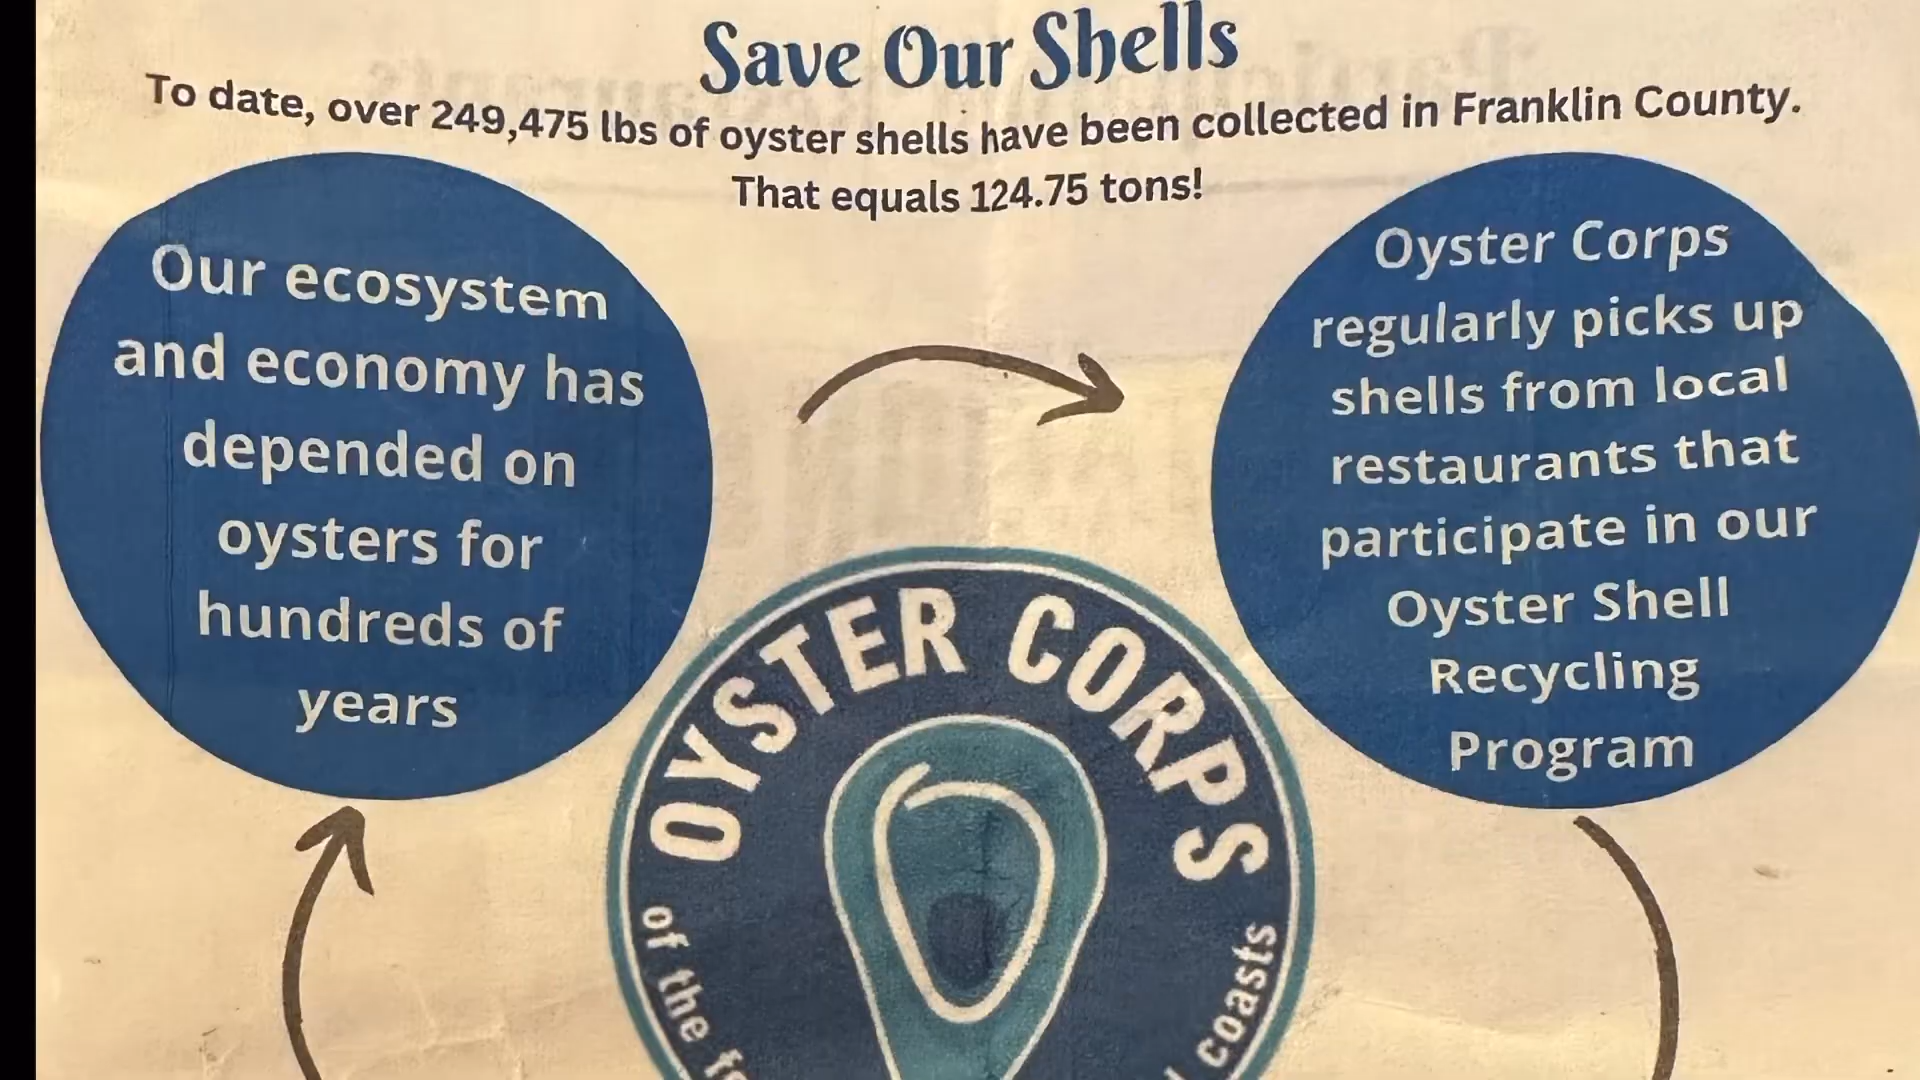 Save Our Shells
To date, over 249,475 lbs of oyster shells have been collected in Franklin County.
That equals 124.75 tons!
Our ecosystem
and economy has
depended on
oysters for
hundreds of
years
Oyster Corps
regularly picks up
shells from local
restaurants that
participate in our
Oyster Shell
Recycling
Program
OYSTER CORPS
of the
coasts